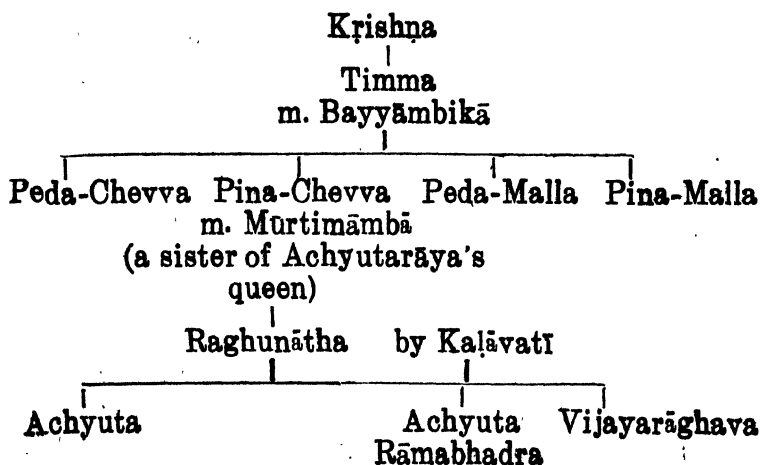 Kṛishṇa
Timma
m. Bayyāmbikā
Peda-Chevva Pina-Chevva Peda-Malla Pina-Malla
m. Mūrtimāmbā
(a sister of Achyutarāya's
queen)
Raghunātha by Kaḷāvatī
Achyuta Achyuta Vijayarāghava
Rāmabhadra